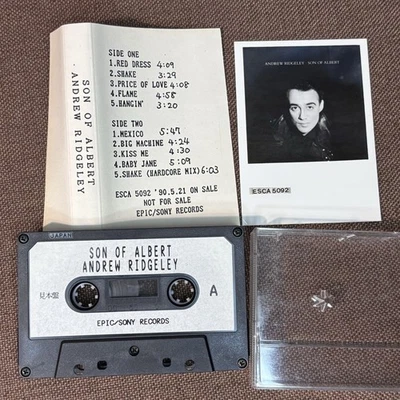 SON OF ALBERT
ANDREW RIDGELEY
SIDE ONE
1.RED DRESS 4:09
2.SHAKE 3:29
3.PRICE OF LOVE 4:08
4.FLAME 4:58
5.HANGIN' 3:20
SIDE TWO
1.MEXICO 5:47
2.BIG MACHINE 4:24
3.KISS ME 4:30
4.BABY JANE 5:09
5.SHAKE (HARDCORE MIX) 6:03
ESCA 5092 '90.5.21 ON SALE
NOT FOR SALE
EPIC/SONY RECORDS
ANDREW RIDGELEY SON OF ALBERT
ESCA 5092
JAPAN
SON OF ALBERT
ANDREW RIDGELEY
見本盤
A
EPIC/SONY RECORDS